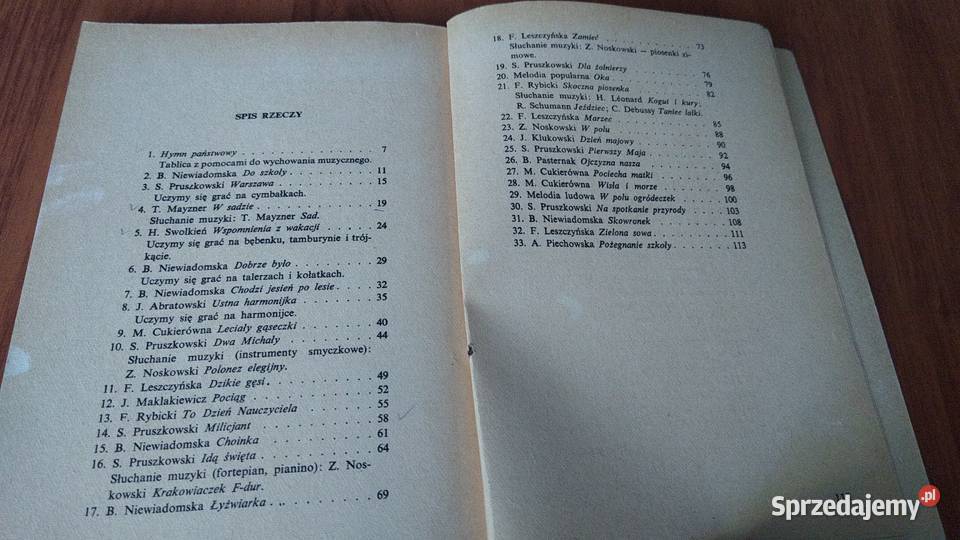 SPIS RZECZY
1. Hymn państwowy . . . . . . . . . . . . 7
Tablica z pomocami do wychowania muzycznego.
2. B. Niewiadomska Do szkoły . . . . . . . . 11
3. S. Pruszkowski Warszawa . . . . . . . . . 15
Uczymy się grać na cymbałkach.
4. T. Mayzner W sadzie . . . . . . . . . . 19
Słuchanie muzyki: T. Mayzner Sad.
5. H. Swolkień Wspomnienia z wakacji . . . . . 24
Uczymy się grać na bębenku, tamburynie i trój-
kącie.
6. B. Niewiadomska Dobrze było . . . . . . . 29
Uczymy się grać na talerzach i kołatkach.
7. B. Niewiadomska Chodzi jesień po lesie . . . . 32
8. J. Abratowski Ustna harmonijka . . . . . . 35
Uczymy się grać na harmonijce.
9. M. Cukierówna Leciały gąseczki . . . . . . 40
10. S. Pruszkowski Dwa Michały . . . . . . . 44
Słuchanie muzyki (instrumenty smyczkowe):
Z. Noskowski Polonez elegijny.
11. F. Leszczyńska Dzikie gęsi . . . . . . . . 49
12. J. Maklakiewicz Pociąg . . . . . . . . . 52
13. F. Rybicki To Dzień Nauczyciela . . . . . . 55
14. S. Pruszkowski Milicjant . . . . . . . . 58
15. B. Niewiadomska Choinka . . . . . . . . 61
16. S. Pruszkowski Idą święta . . . . . . . . 64
Słuchanie muzyki (fortepian, pianino): Z. Nos-
kowski Krakowiaczek F-dur.
17. B. Niewiadomska Łyżwiarka . . . . . . . . 69
18. F. Leszczyńska Zamieć . . . . . . . . . 73
Słuchanie muzyki: Z. Noskowski — piosenki zi-
mowe.
19. S. Pruszkowski Dla żołnierzy . . . . . . . 76
20. Melodia popularna Oka . . . . . . . . . 79
21. F. Rybicki Skoczna piosenka . . . . . . . 82
Słuchanie muzyki: H. Léonard Kogut i kury;
R. Schumann Jeździec; C. Debussy Taniec lalki.
22. F. Leszczyńska Marzec . . . . . . . . . 85
23. Z. Noskowski W polu . . . . . . . . . . 88
24. J. Klukowski Dzień majowy . . . . . . . . 90
25. S. Pruszkowski Pierwszy Maja . . . . . . . 92
26. B. Pasternak Ojczyzna nasza . . . . . . . 94
27. M. Cukierówna Pociecha matki . . . . . . . 96
28. M. Cukierówna Wisła i morze . . . . . . . 98
29. Melodia ludowa W polu ogródeczek . . . . . . 100
30. S. Pruszkowski Na spotkanie przyrody . . . . 103
31. B. Niewiadomska Skowronek . . . . . . . . 108
32. F. Leszczyńska Zielona sowa . . . . . . . . 111
33. A. Piechowska Pożegnanie szkoły . . . . . . 113
Sprzedajemy.pl